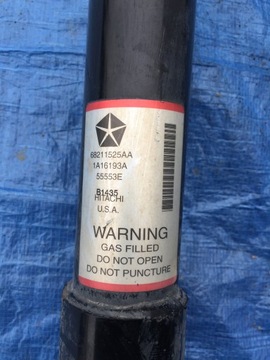 68211525AA
1A16193A
55553E
B1435
HITACHI
U.S.A.
WARNING
GAS FILLED
DO NOT OPEN
DO NOT PUNCTURE